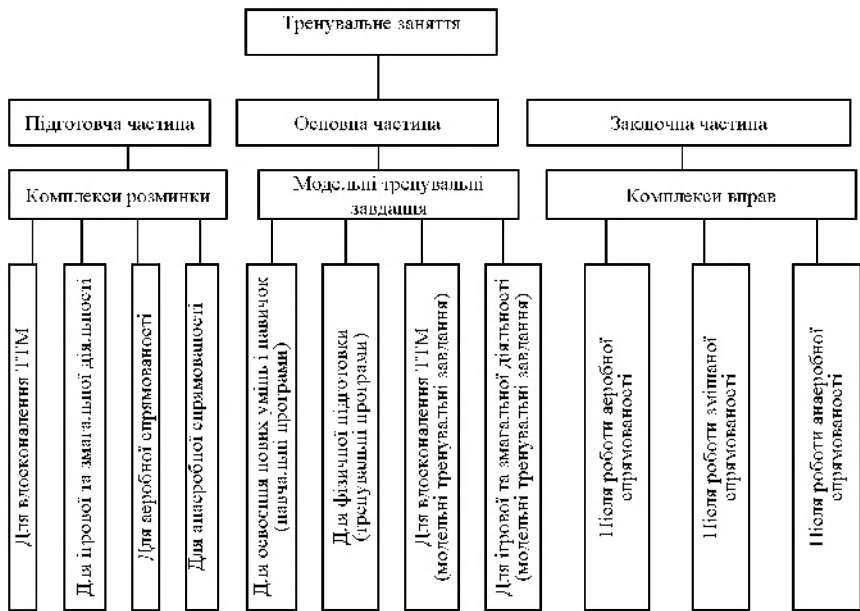 Тренувальне заняття
Підготовча частина
Основна частина
Заключна частина
Комплекси розминки
Модельні тренувальні
завдання
Комплекси вправ
Для вдосконалення ТТМ
Для ігрової та змагальної діяльності
Для аеробної спрямованості
Для анаеробної спрямованості
Для освоєння нових умінь і навичок
(навчальні програми)
Для фізичної підготовки
(тренувальні програми)
Для вдосконалення ТТМ
(модельні тренувальні завдання)
Для ігрової та змагальної діяльності
(модельні тренувальні завдання)
Після роботи аеробної
спрямованості
Після роботи змішаної
спрямованості
Після роботи анаеробної
спрямованості